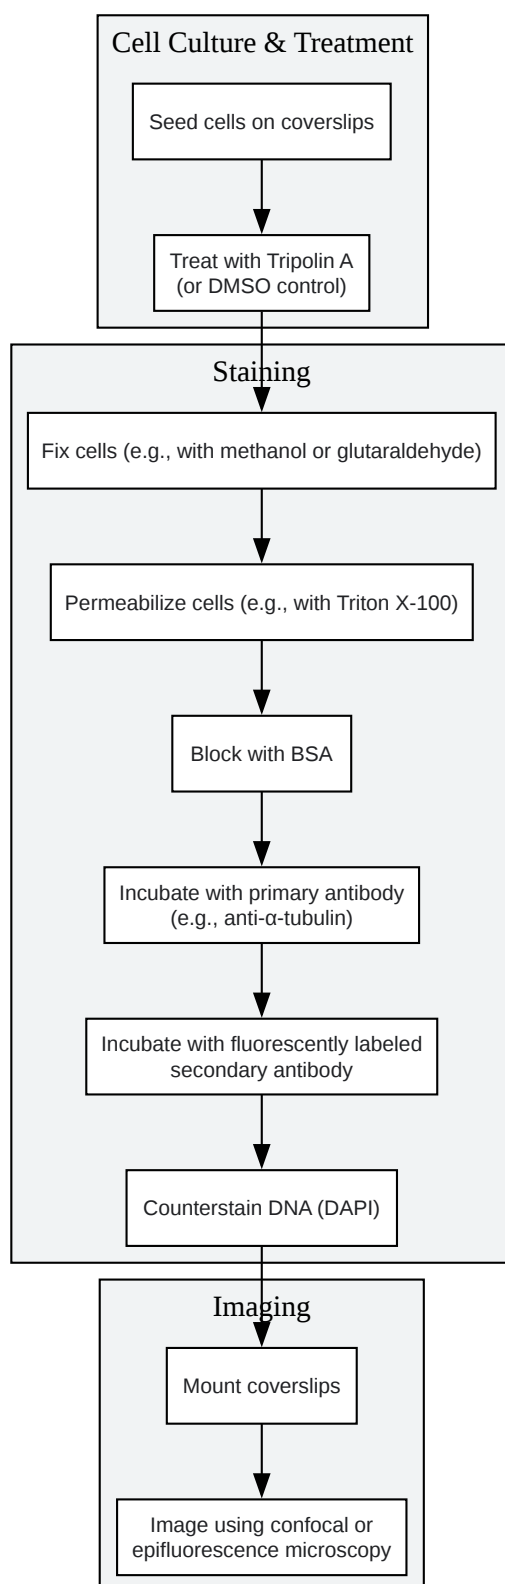 Cell Culture & Treatment
Seed cells on coverslips
Treat with Tripolin A
(or DMSO control)
Staining
Fix cells (e.g., with methanol or glutaraldehyde)
Permeabilize cells (e.g., with Triton X-100)
Block with BSA
Incubate with primary antibody
(e.g., anti-α-tubulin)
Incubate with fluorescently labeled
secondary antibody
Counterstain DNA (DAPI)
Imaging
Mount coverslips
Image using confocal or
epifluorescence microscopy